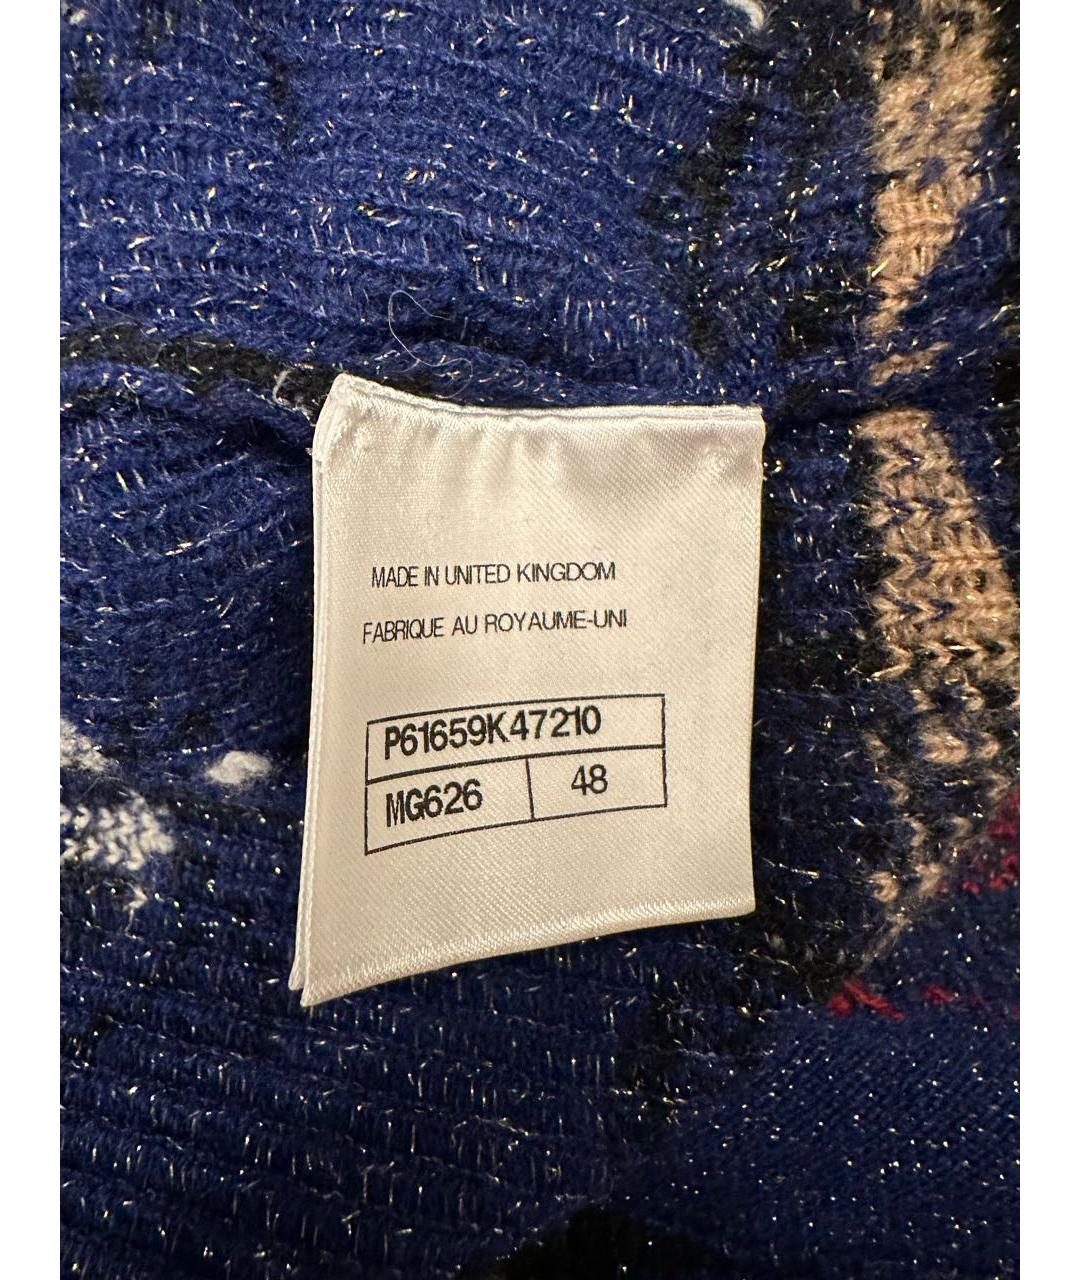 MADE IN UNITED KINGDOM
FABRIQUE AU ROYAUME-UNI
P61659K47210
MG626 48